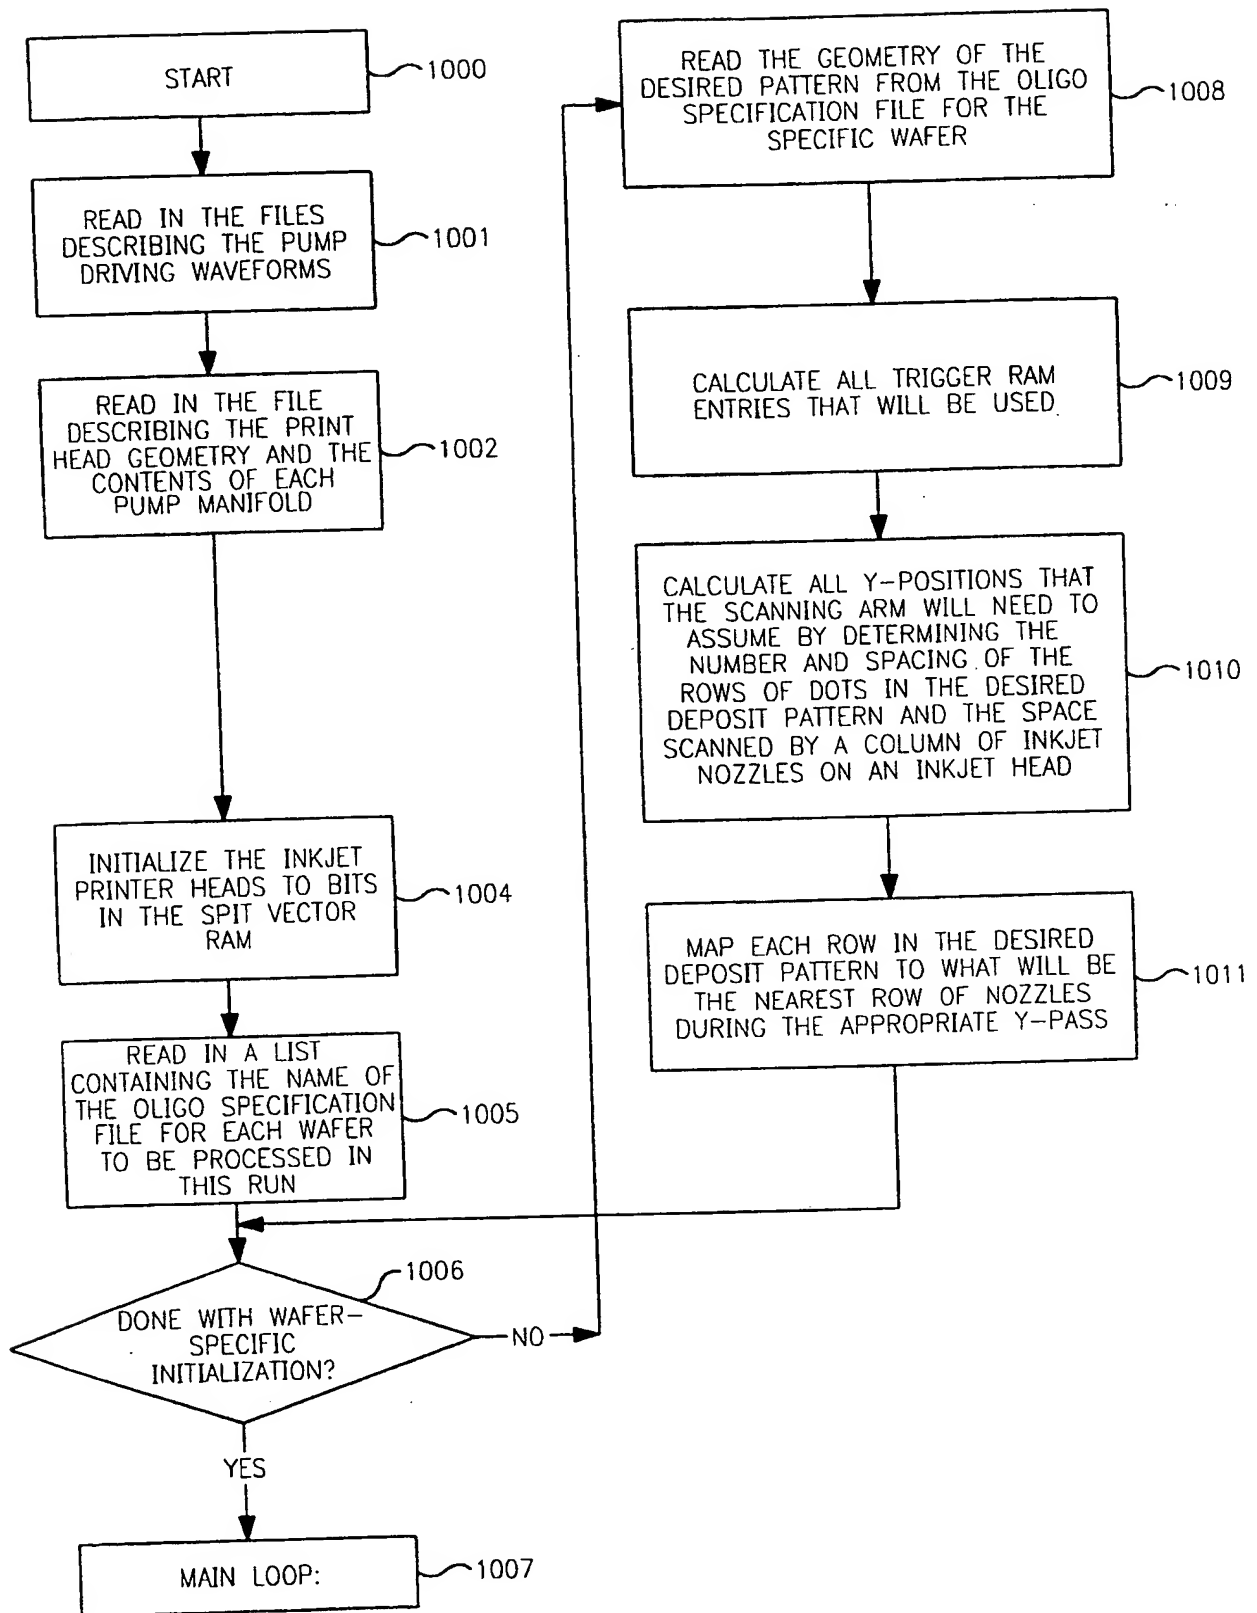 START
1000
READ IN THE FILES
DESCRIBING THE PUMP
DRIVING WAVEFORMS
1001
READ IN THE FILE
DESCRIBING THE PRINT
HEAD GEOMETRY AND THE
CONTENTS OF EACH
PUMP MANIFOLD
1002
INITIALIZE THE INKJET
PRINTER HEADS TO BITS
IN THE SPIT VECTOR
RAM
1004
READ IN A LIST
CONTAINING THE NAME OF
THE OLIGO SPECIFICATION
FILE FOR EACH WAFER
TO BE PROCESSED IN
THIS RUN
1005
DONE WITH WAFER-
SPECIFIC
INITIALIZATION?
1006
NO
YES
MAIN LOOP:
1007
READ THE GEOMETRY OF THE
DESIRED PATTERN FROM THE OLIGO
SPECIFICATION FILE FOR THE
SPECIFIC WAFER
1008
CALCULATE ALL TRIGGER RAM
ENTRIES THAT WILL BE USED.
1009
CALCULATE ALL Y-POSITIONS THAT
THE SCANNING ARM WILL NEED TO
ASSUME BY DETERMINING THE
NUMBER AND SPACING OF THE
ROWS OF DOTS IN THE DESIRED
DEPOSIT PATTERN AND THE SPACE
SCANNED BY A COLUMN OF INKJET
NOZZLES ON AN INKJET HEAD
1010
MAP EACH ROW IN THE DESIRED
DEPOSIT PATTERN TO WHAT WILL BE
THE NEAREST ROW OF NOZZLES
DURING THE APPROPRIATE Y-PASS
1011